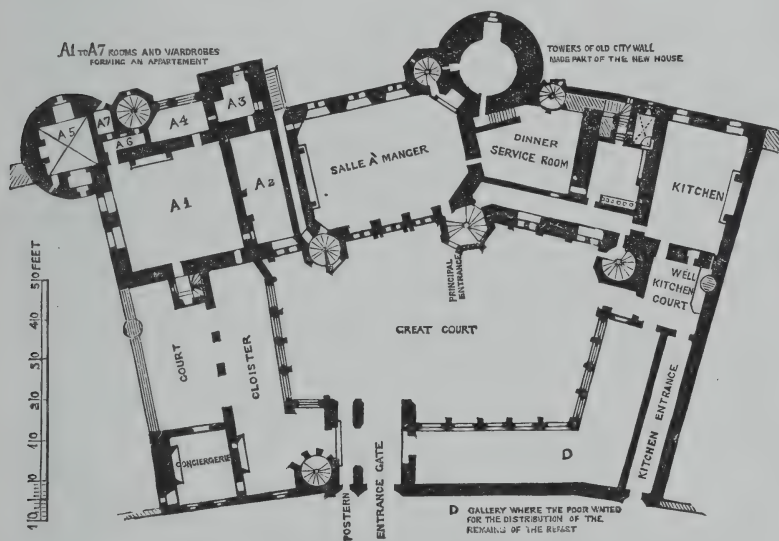 A1 TO A7 ROOMS AND WARDROBES
FORMING AN APPARTEMENT
TOWERS OF OLD CITY WALL
MADE PART OF THE NEW HOUSE
A5
A7
A6
A4
A3
A1
A2
SALLE À MANGER
DINNER
SERVICE ROOM
KITCHEN
PRINCIPAL
ENTRANCE
WELL
KITCHEN
COURT
GREAT COURT
COURT
CLOISTER
KITCHEN ENTRANCE
CONCIERGERIE
D
POSTERN
ENTRANCE GATE
D GALLERY WHERE THE POOR WAITED
FOR THE DISTRIBUTION OF THE
REMAINS OF THE REPAST
10 0 10 20 30 40 50 FEET